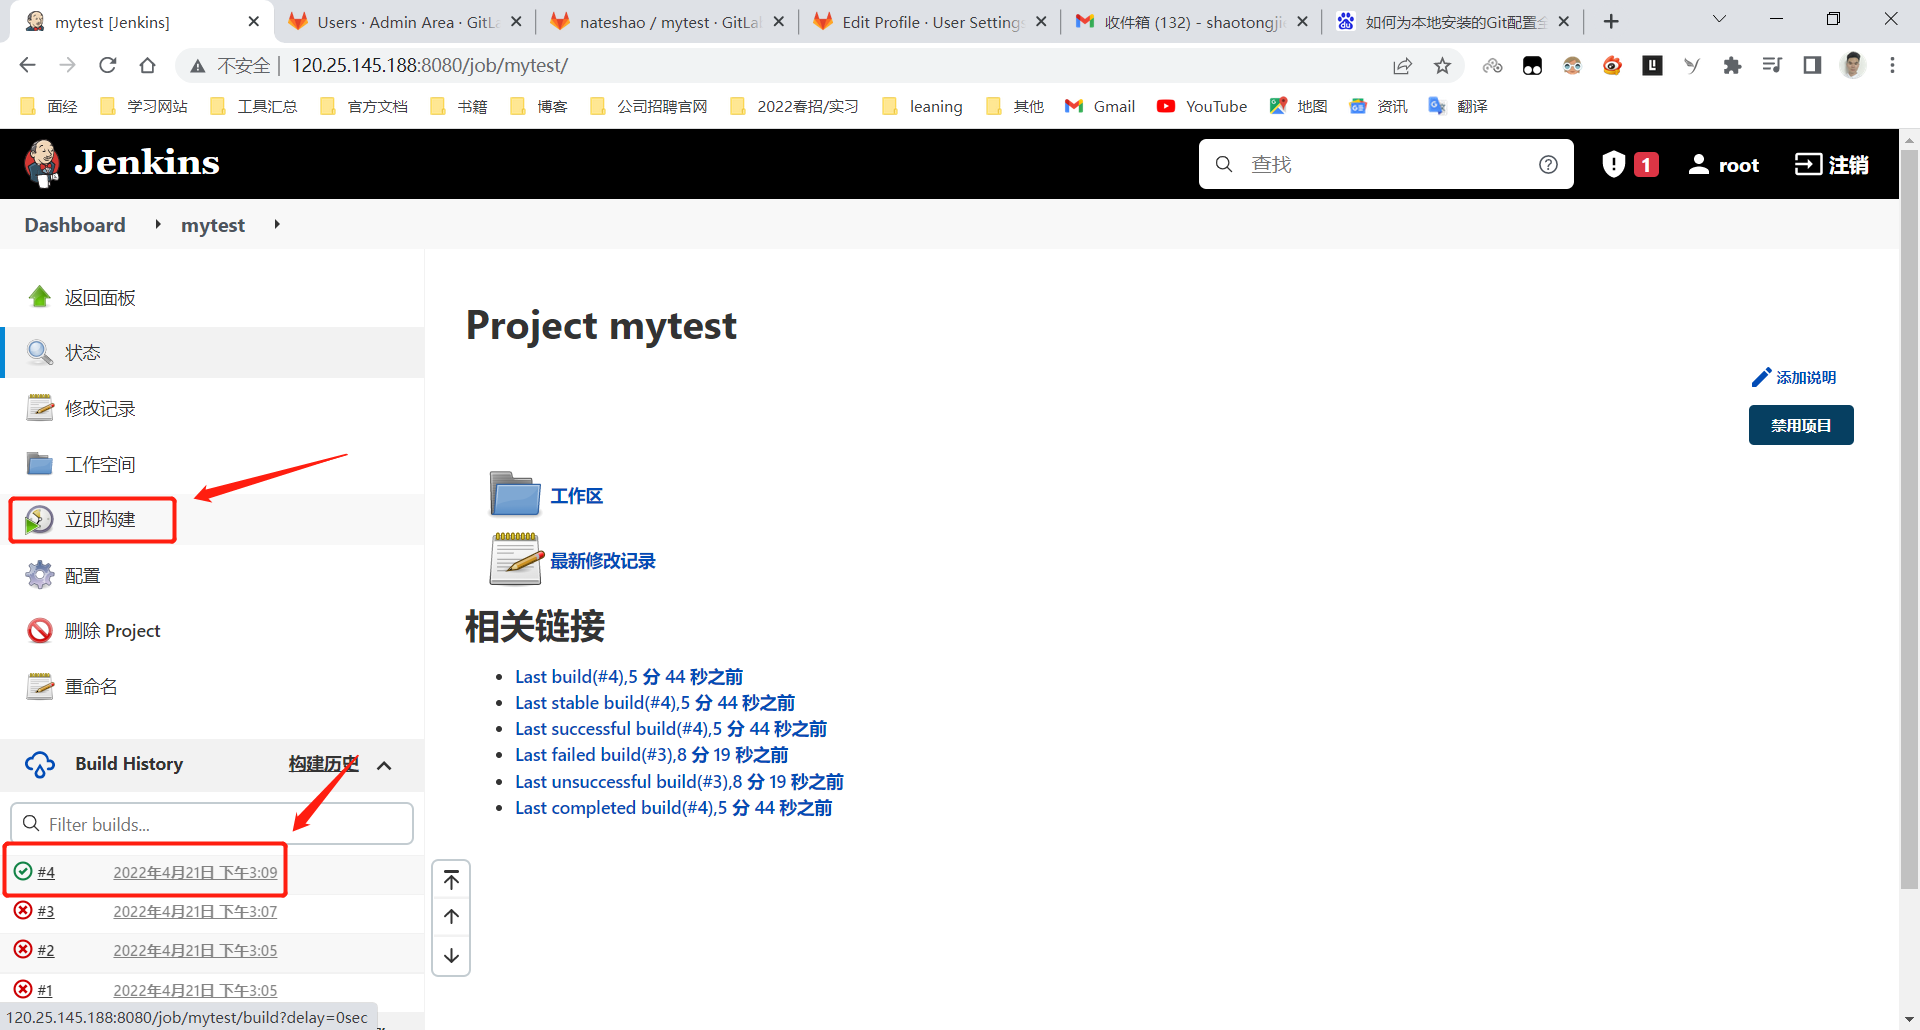 mytest [Jenkins]
Users · Admin Area · GitLa
nateshao / mytest · GitLa
Edit Profile · User Settings
收件箱 (132) - shaotongjie
如何为本地安装的Git配置全
不安全
120.25.145.188:8080/job/mytest/
面经
学习网站
工具汇总
官方文档
书籍
博客
公司招聘官网
2022春招/实习
leaning
其他
Gmail
YouTube
地图
资讯
翻译
Jenkins
查找
1
root
注销
Dashboard
mytest
返回面板
状态
修改记录
工作空间
立即构建
配置
删除 Project
重命名
Project mytest
添加说明
禁用项目
工作区
最新修改记录
相关链接
Last build(#4),5 分 44 秒之前
Last stable build(#4),5 分 44 秒之前
Last successful build(#4),5 分 44 秒之前
Last failed build(#3),8 分 19 秒之前
Last unsuccessful build(#3),8 分 19 秒之前
Last completed build(#4),5 分 44 秒之前
Build History
构建历史
Filter builds...
#4 2022年4月21日 下午3:09
#3 2022年4月21日 下午3:07
#2 2022年4月21日 下午3:05
#1 2022年4月21日 下午3:05
120.25.145.188:8080/job/mytest/build?delay=0sec